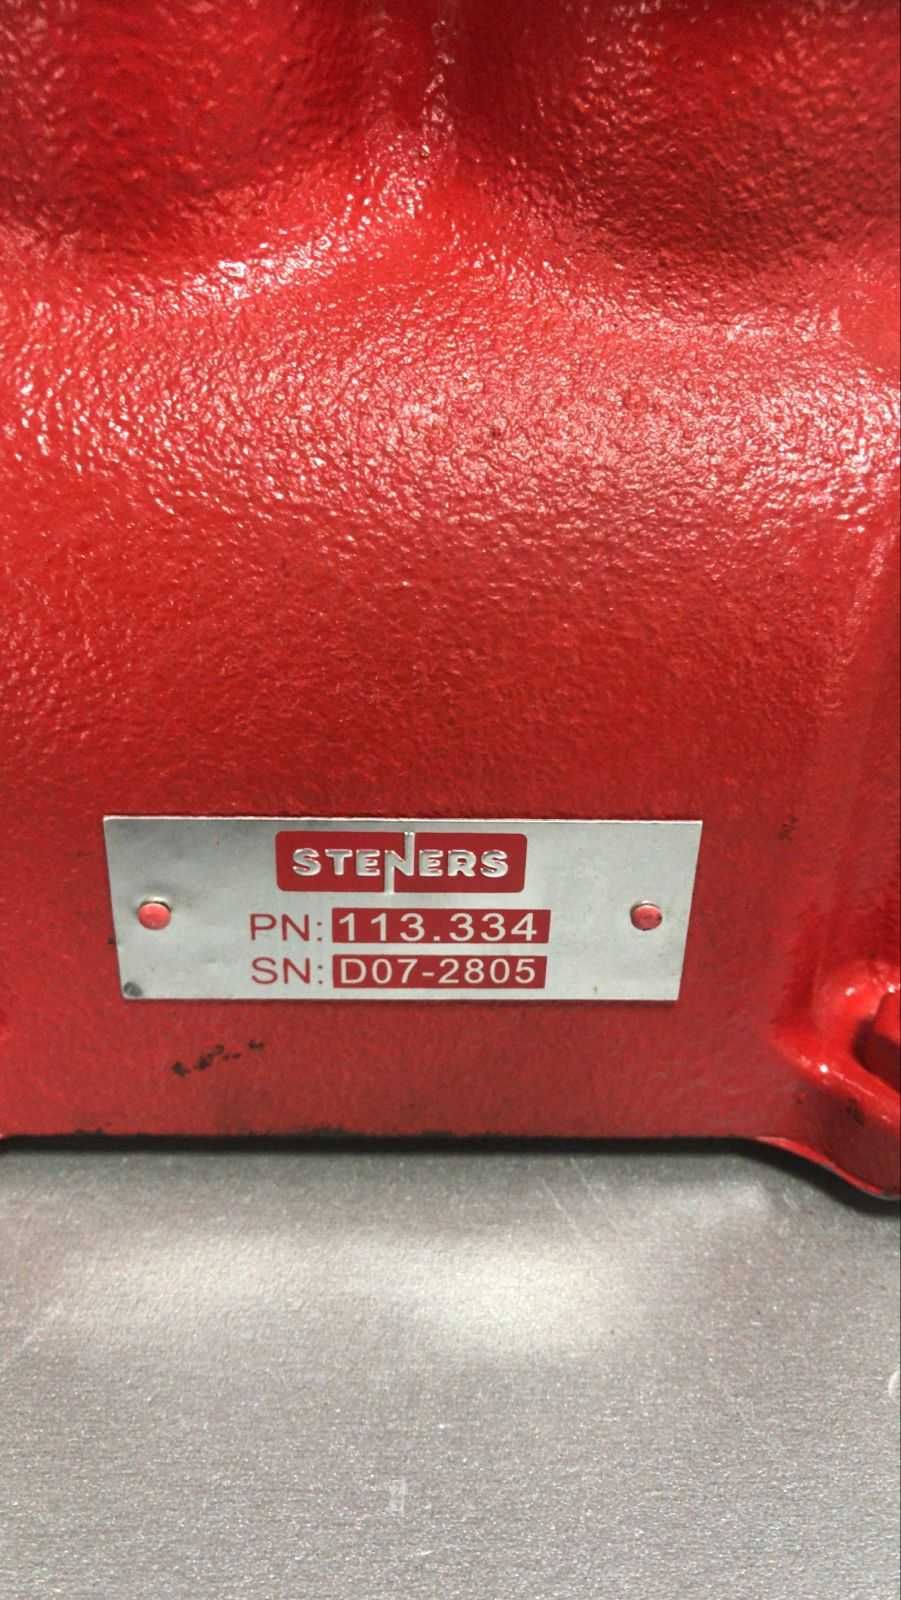 STENERS
PN: 113.334
SN: D07-2805